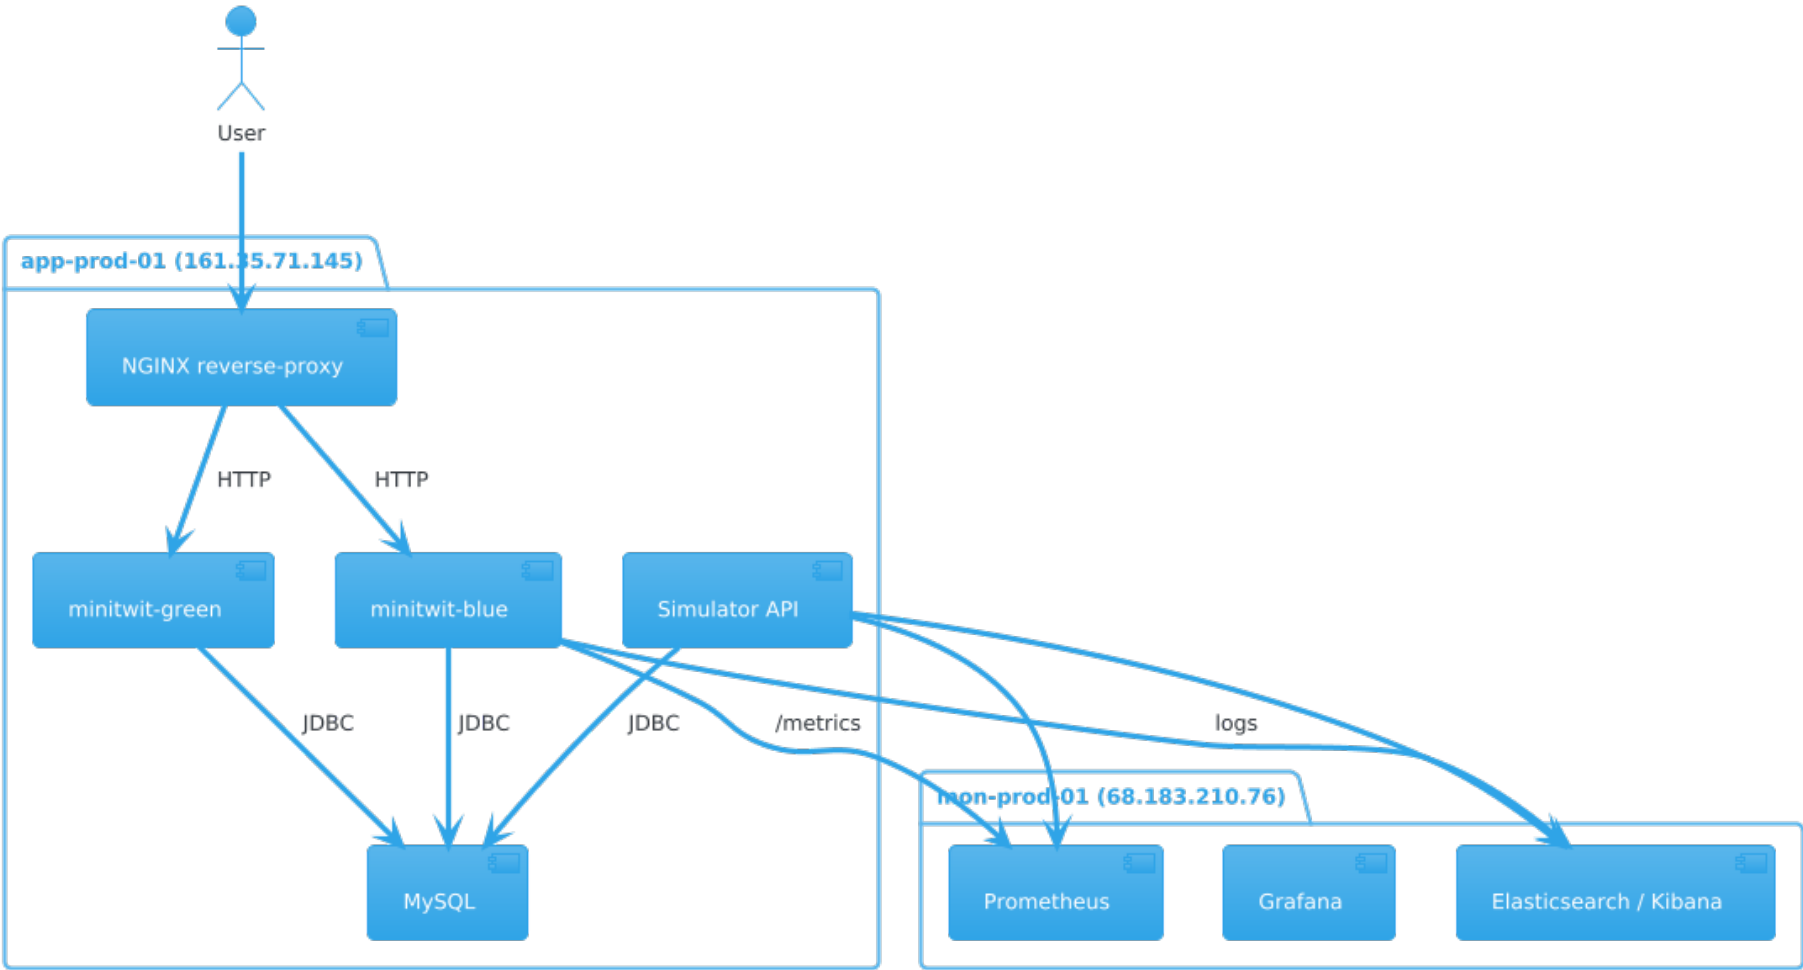 User
app-prod-01 (161.35.71.145)
NGINX reverse-proxy
HTTP
HTTP
minitwit-green
minitwit-blue
Simulator API
JDBC
JDBC
JDBC
/metrics
logs
mon-prod-01 (68.183.210.76)
MySQL
Prometheus
Grafana
Elasticsearch / Kibana